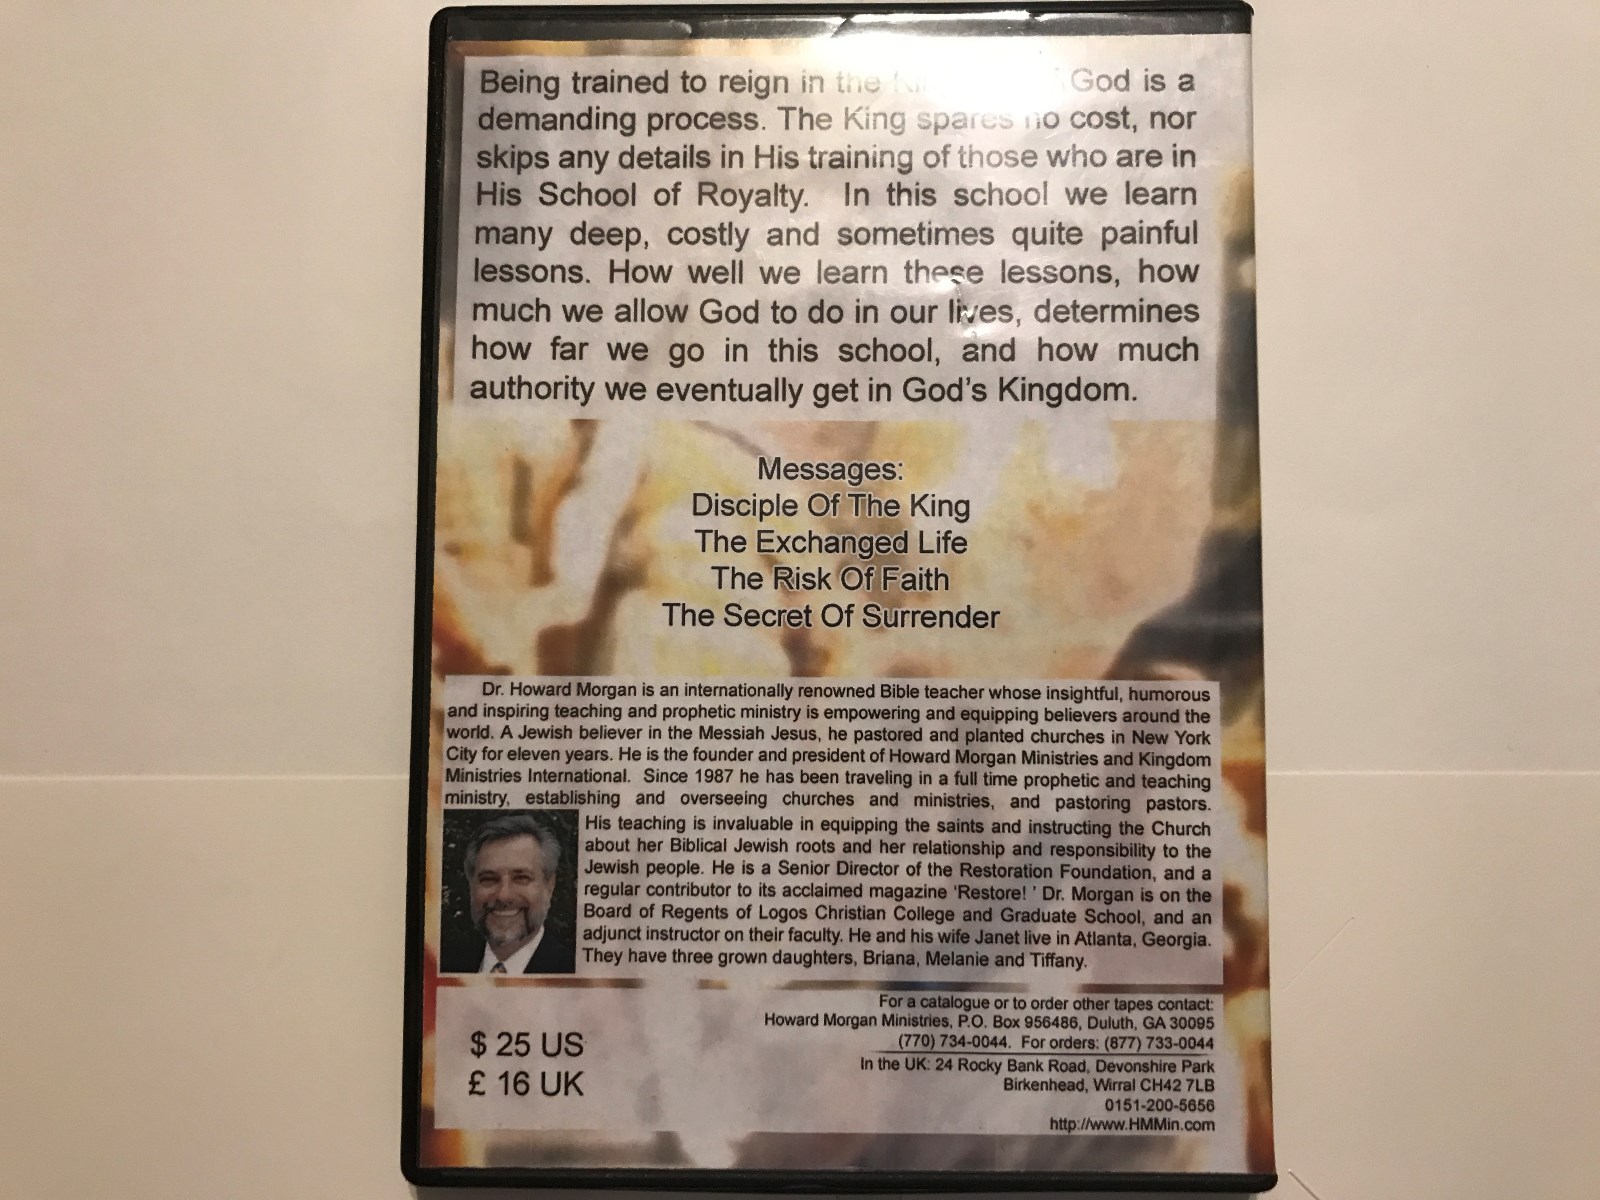 Being trained to reign in the God is a
demanding process. The King spares no cost, nor
skips any details in His training of those who are in
His School of Royalty. In this school we learn
many deep, costly and sometimes quite painful
lessons. How well we learn these lessons, how
much we allow God to do in our lives, determines
how far we go in this school, and how much
authority we eventually get in God's Kingdom.
Messages:
Disciple Of The King
The Exchanged Life
The Risk Of Faith
The Secret Of Surrender
Dr. Howard Morgan is an internationally renowned Bible teacher whose insightful, humorous
and inspiring teaching and prophetic ministry is empowering and equipping believers around the
world. A Jewish believer in the Messiah Jesus, he pastored and planted churches in New York
City for eleven years. He is the founder and president of Howard Morgan Ministries and Kingdom
Ministries International. Since 1987 he has been traveling in a full time prophetic and teaching
ministry, establishing and overseeing churches and ministries, and pastoring pastors.
His teaching is invaluable in equipping the saints and instructing the Church
about her Biblical Jewish roots and her relationship and responsibility to the
Jewish people. He is a Senior Director of the Restoration Foundation, and a
regular contributor to its acclaimed magazine 'Restore! ' Dr. Morgan is on the
Board of Regents of Logos Christian College and Graduate School, and an
adjunct instructor on their faculty. He and his wife Janet live in Atlanta, Georgia.
They have three grown daughters, Briana, Melanie and Tiffany.
$ 25 US
£ 16 UK
For a catalogue or to order other tapes contact:
Howard Morgan Ministries, P.O. Box 956486, Duluth, GA 30095
(770) 734-0044. For orders: (877) 733-0044
In the UK: 24 Rocky Bank Road, Devonshire Park
Birkenhead, Wirral CH42 7LB
0151-200-5656
http://www.HMMin.com